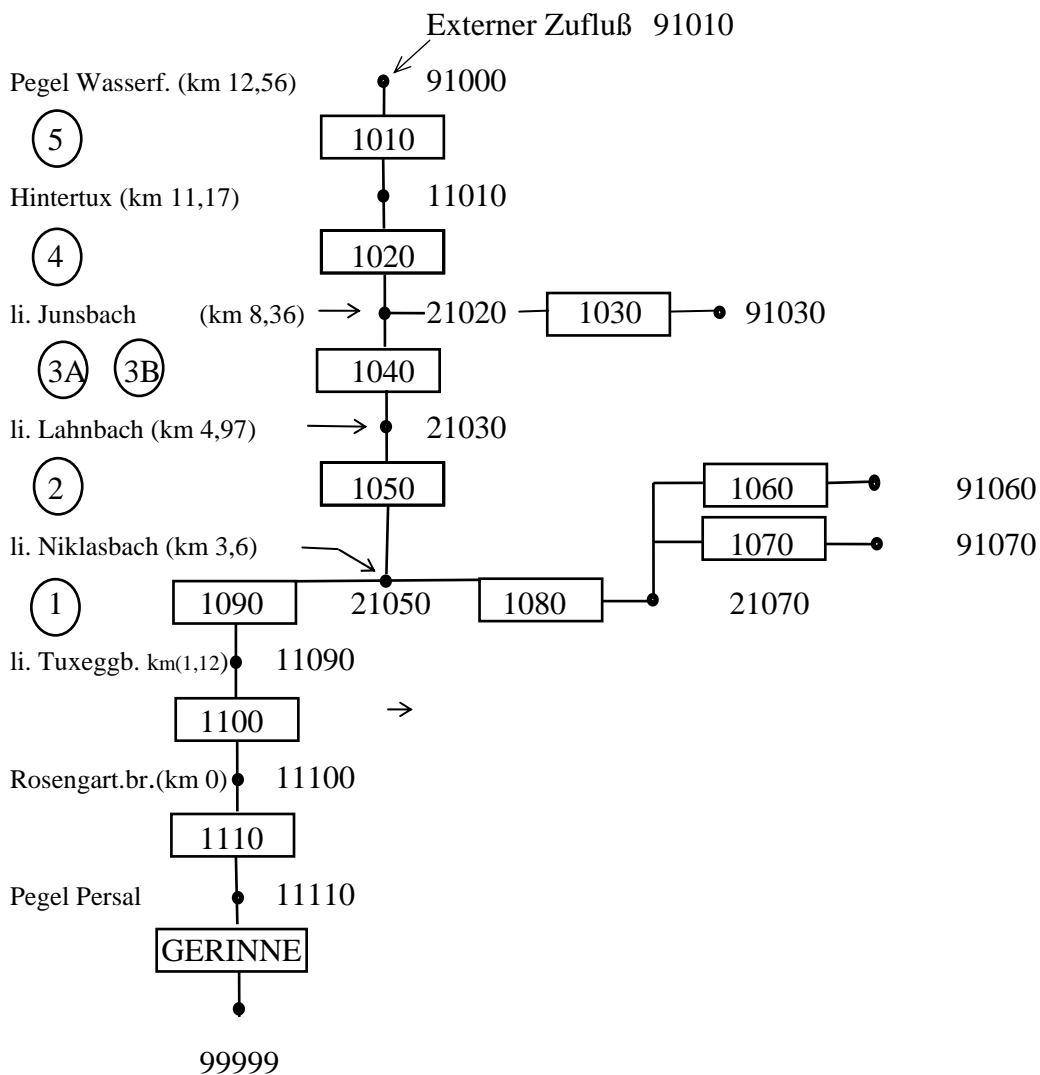 Externer Zufluß 91010
Pegel Wasserf. (km 12,56) 91000
5 1010
Hintertux (km 11,17) 11010
4 1020
li. Junsbach (km 8,36) 21020 1030 91030
3A 3B 1040
li. Lahnbach (km 4,97) 21030
2 1050 1060 91060
1070 91070
li. Niklasbach (km 3,6)
1 1090 21050 1080 21070
li. Tuxeggb. km(1,12) 11090
1100
Rosengart.br.(km 0) 11100
1110
Pegel Persal 11110
GERINNE
99999